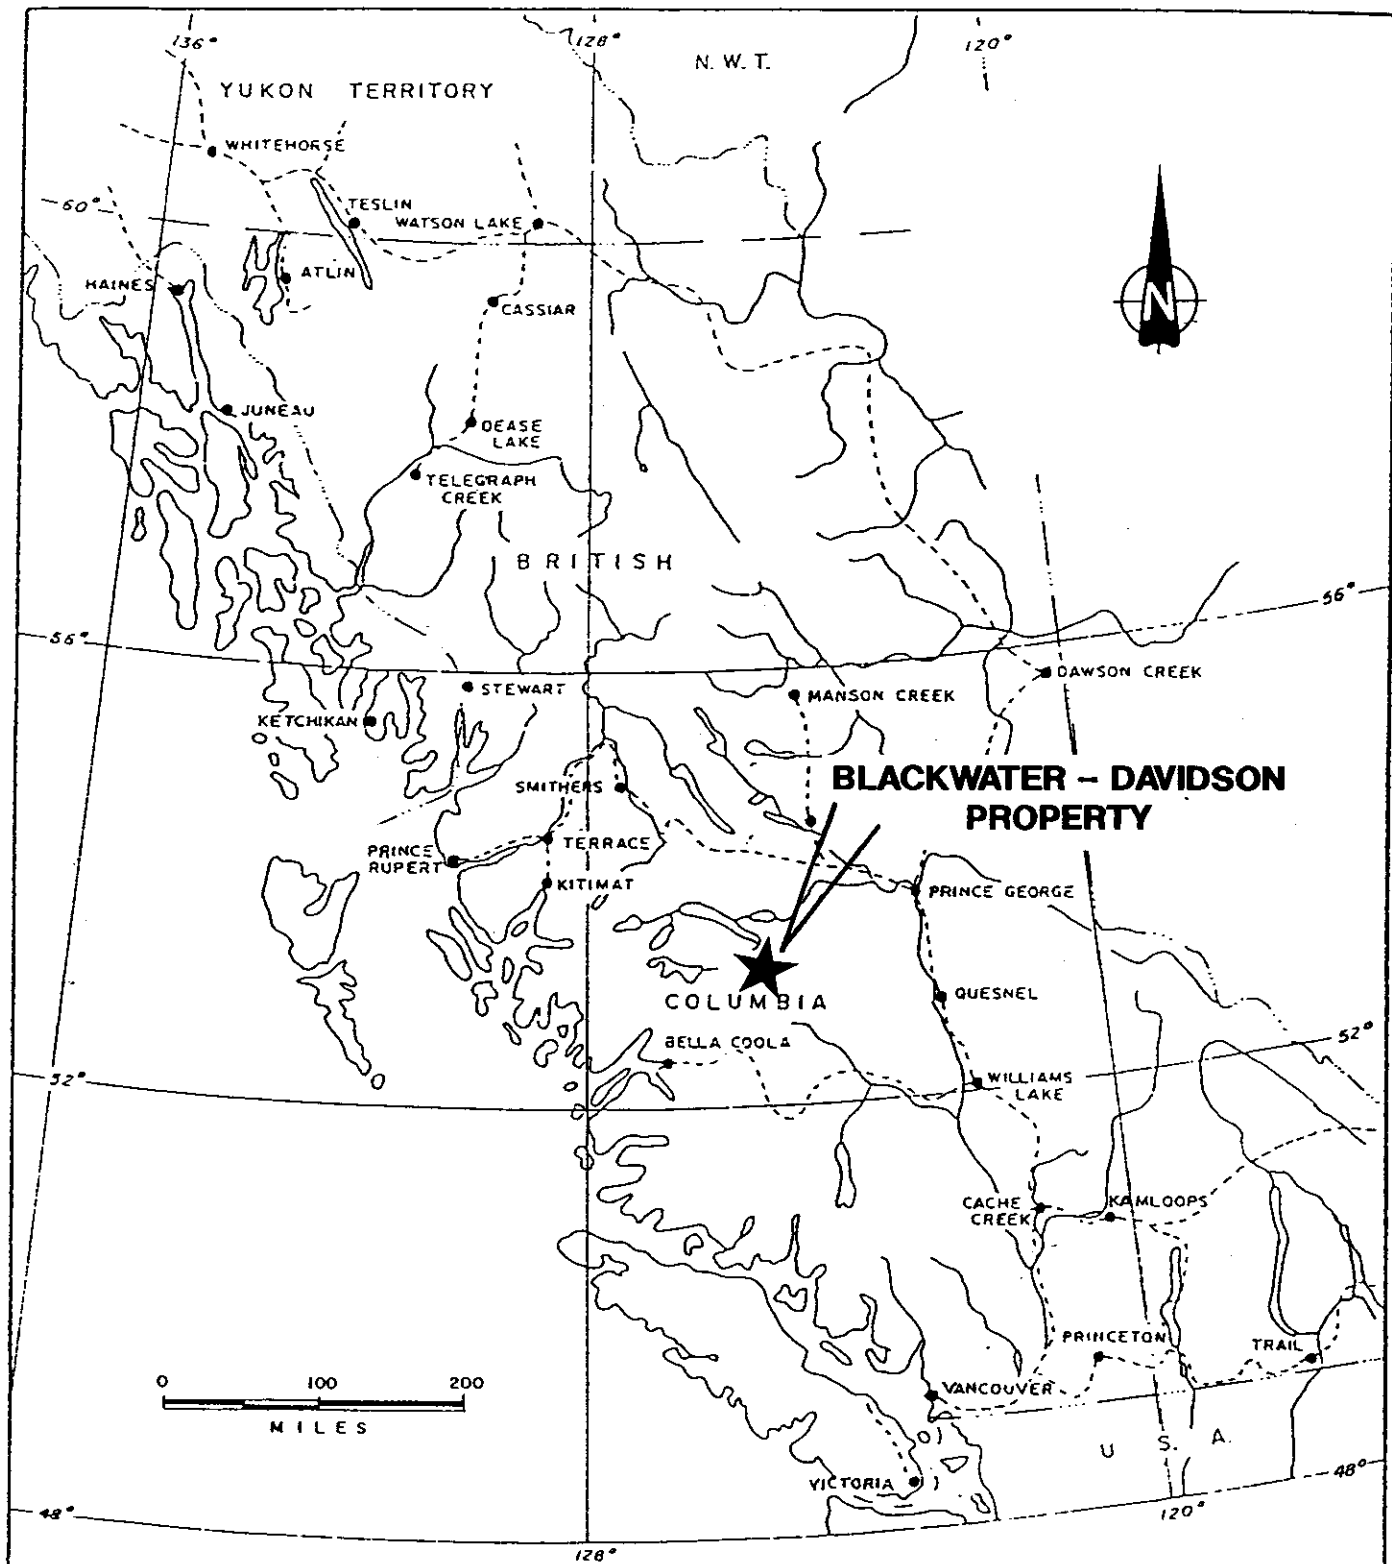 136°
128°
120°
N. W. T.
YUKON TERRITORY
WHITEHORSE
60°
TESLIN
WATSON LAKE
ATLIN
HAINES
CASSIAR
N
JUNEAU
DEASE
LAKE
TELEGRAPH
CREEK
BRITISH
56°
56°
STEWART
MANSON CREEK
DAWSON CREEK
KETCHIKAN
BLACKWATER – DAVIDSON
PROPERTY
SMITHERS
TERRACE
PRINCE
RUPERT
KITIMAT
PRINCE GEORGE
QUESNEL
COLUMBIA
BELLA COOLA
52°
52°
WILLIAMS
LAKE
CACHE
CREEK
KAMLOOPS
PRINCETON
TRAIL
0 100 200
MILES
VANCOUVER
U. S. A.
VICTORIA
48°
48°
120°
128°